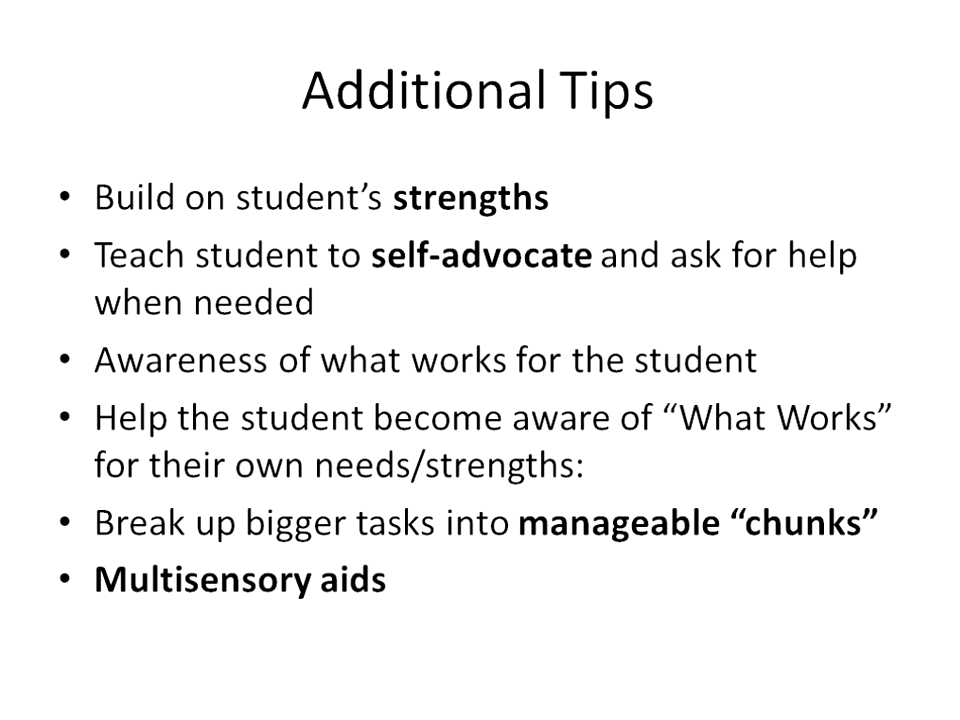 Additional Tips
• Build on student’s strengths
• Teach student to self-advocate and ask for help
when needed
• Awareness of what works for the student
• Help the student become aware of “What Works”
for their own needs/strengths:
• Break up bigger tasks into manageable “chunks”
• Multisensory aids